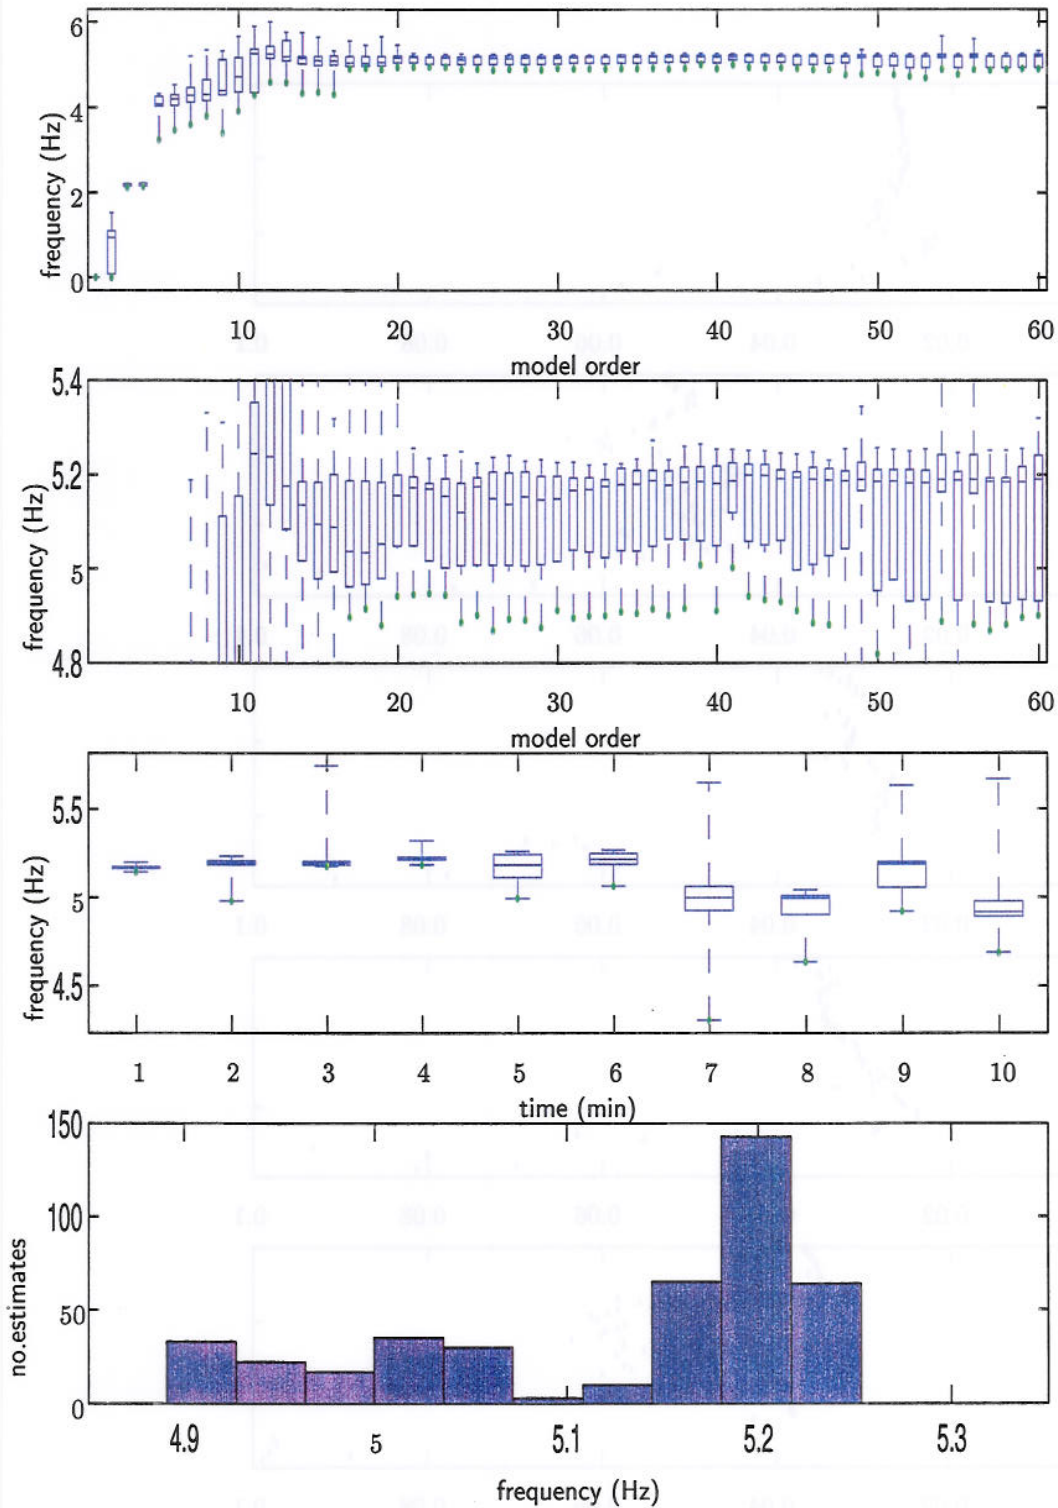 6
4
2
0
frequency (Hz)
10 20 30 40 50 60
model order
5.4
5.2
5
4.8
frequency (Hz)
10 20 30 40 50 60
model order
5.5
5
4.5
frequency (Hz)
1 2 3 4 5 6 7 8 9 10
time (min)
150
100
50
0
no.estimates
4.9 5 5.1 5.2 5.3
frequency (Hz)